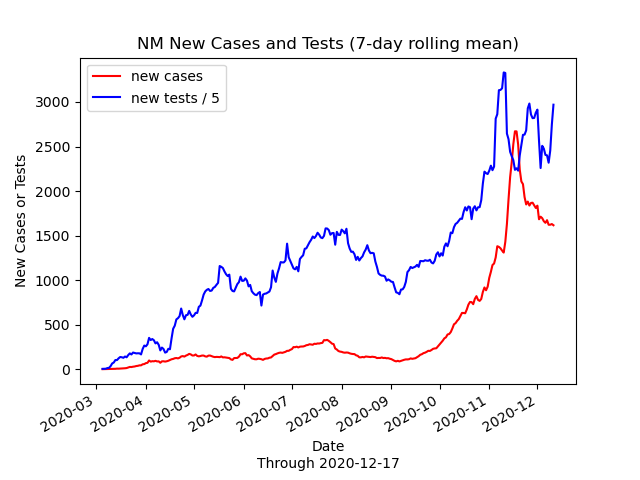 NM New Cases and Tests (7-day rolling mean)
new cases
new tests / 5
New Cases or Tests
3000
2500
2000
1500
1000
500
0
2020-03
2020-04
2020-05
2020-06
2020-07
2020-08
2020-09
2020-10
2020-11
2020-12
Date
Through 2020-12-17